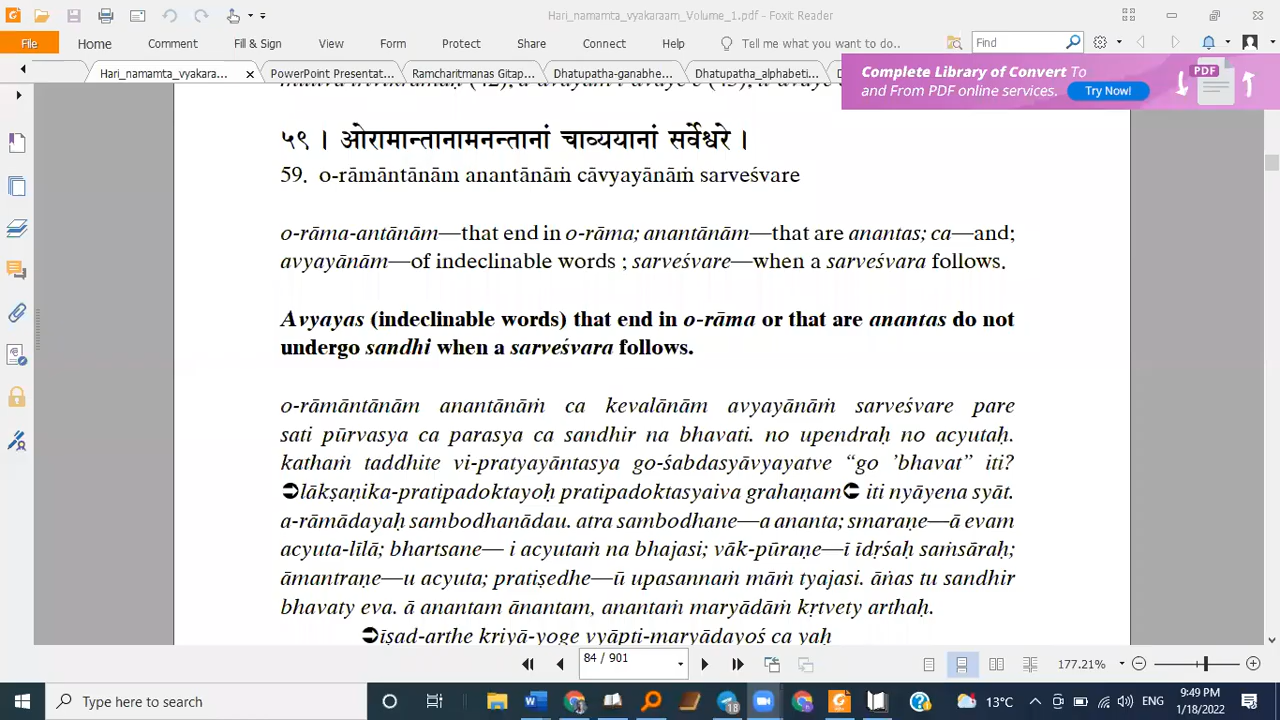 Hari_namamta_vyakaraam_Volume_1.pdf - Foxit Reader
File Home Comment Fill & Sign View Form Protect Share Connect Help Tell me what you want to do.. Find
Hari_namamta_vyakara... PowerPoint Presentat... Ramcharitmanas Gitap... Dhatupatha-ganabhe... Dhatupatha_alphabeti...
Complete Library of Convert To
and From PDF online services. Try Now!
PDF
५९ । ओरामान्तानामनन्तानां चाव्ययानां सर्वेश्वरे ।
59. o-rāmāntānām anantānāṁ cāvyayānāṁ sarveśvare
o-rāma-antānām—that end in o-rāma; anantānām—that are anantas; ca—and;
avyayānām—of indeclinable words ; sarveśvare—when a sarveśvara follows.
Avyayas (indeclinable words) that end in o-rāma or that are anantas do not
undergo sandhi when a sarveśvara follows.
o-rāmāntānām anantānāṁ ca kevalānām avyayānāṁ sarveśvare pare
sati pūrvasya ca parasya ca sandhir na bhavati. no upendraḥ no acyutaḥ.
kathaṁ taddhite vi-pratyayāntasya go-śabdasyāvyayatve “go ’bhavat” iti?
lākṣaṇika-pratipadoktayoḥ pratipadoktasyaiva grahaṇam iti nyāyena syāt.
a-rāmādayaḥ sambodhanādau. atra sambodhane—a ananta; smaraṇe—ā evam
acyuta-līlā; bhartsane— i acyutaṁ na bhajasi; vāk-pūraṇe—ī īdṛśaḥ saṁsāraḥ;
āmantraṇe—u acyuta; pratiṣedhe—ū upasannaṁ māṁ tyajasi. āṅas tu sandhir
bhavaty eva. ā anantam ānantam, anantaṁ maryādāṁ kṛtvety arthaḥ.
īṣad-arthe kriyā-yoge vyāpti-maryādayoś ca yaḥ
84 / 901 177.21%
Type here to search 18 13°C ENG 9:49 PM
1/18/2022